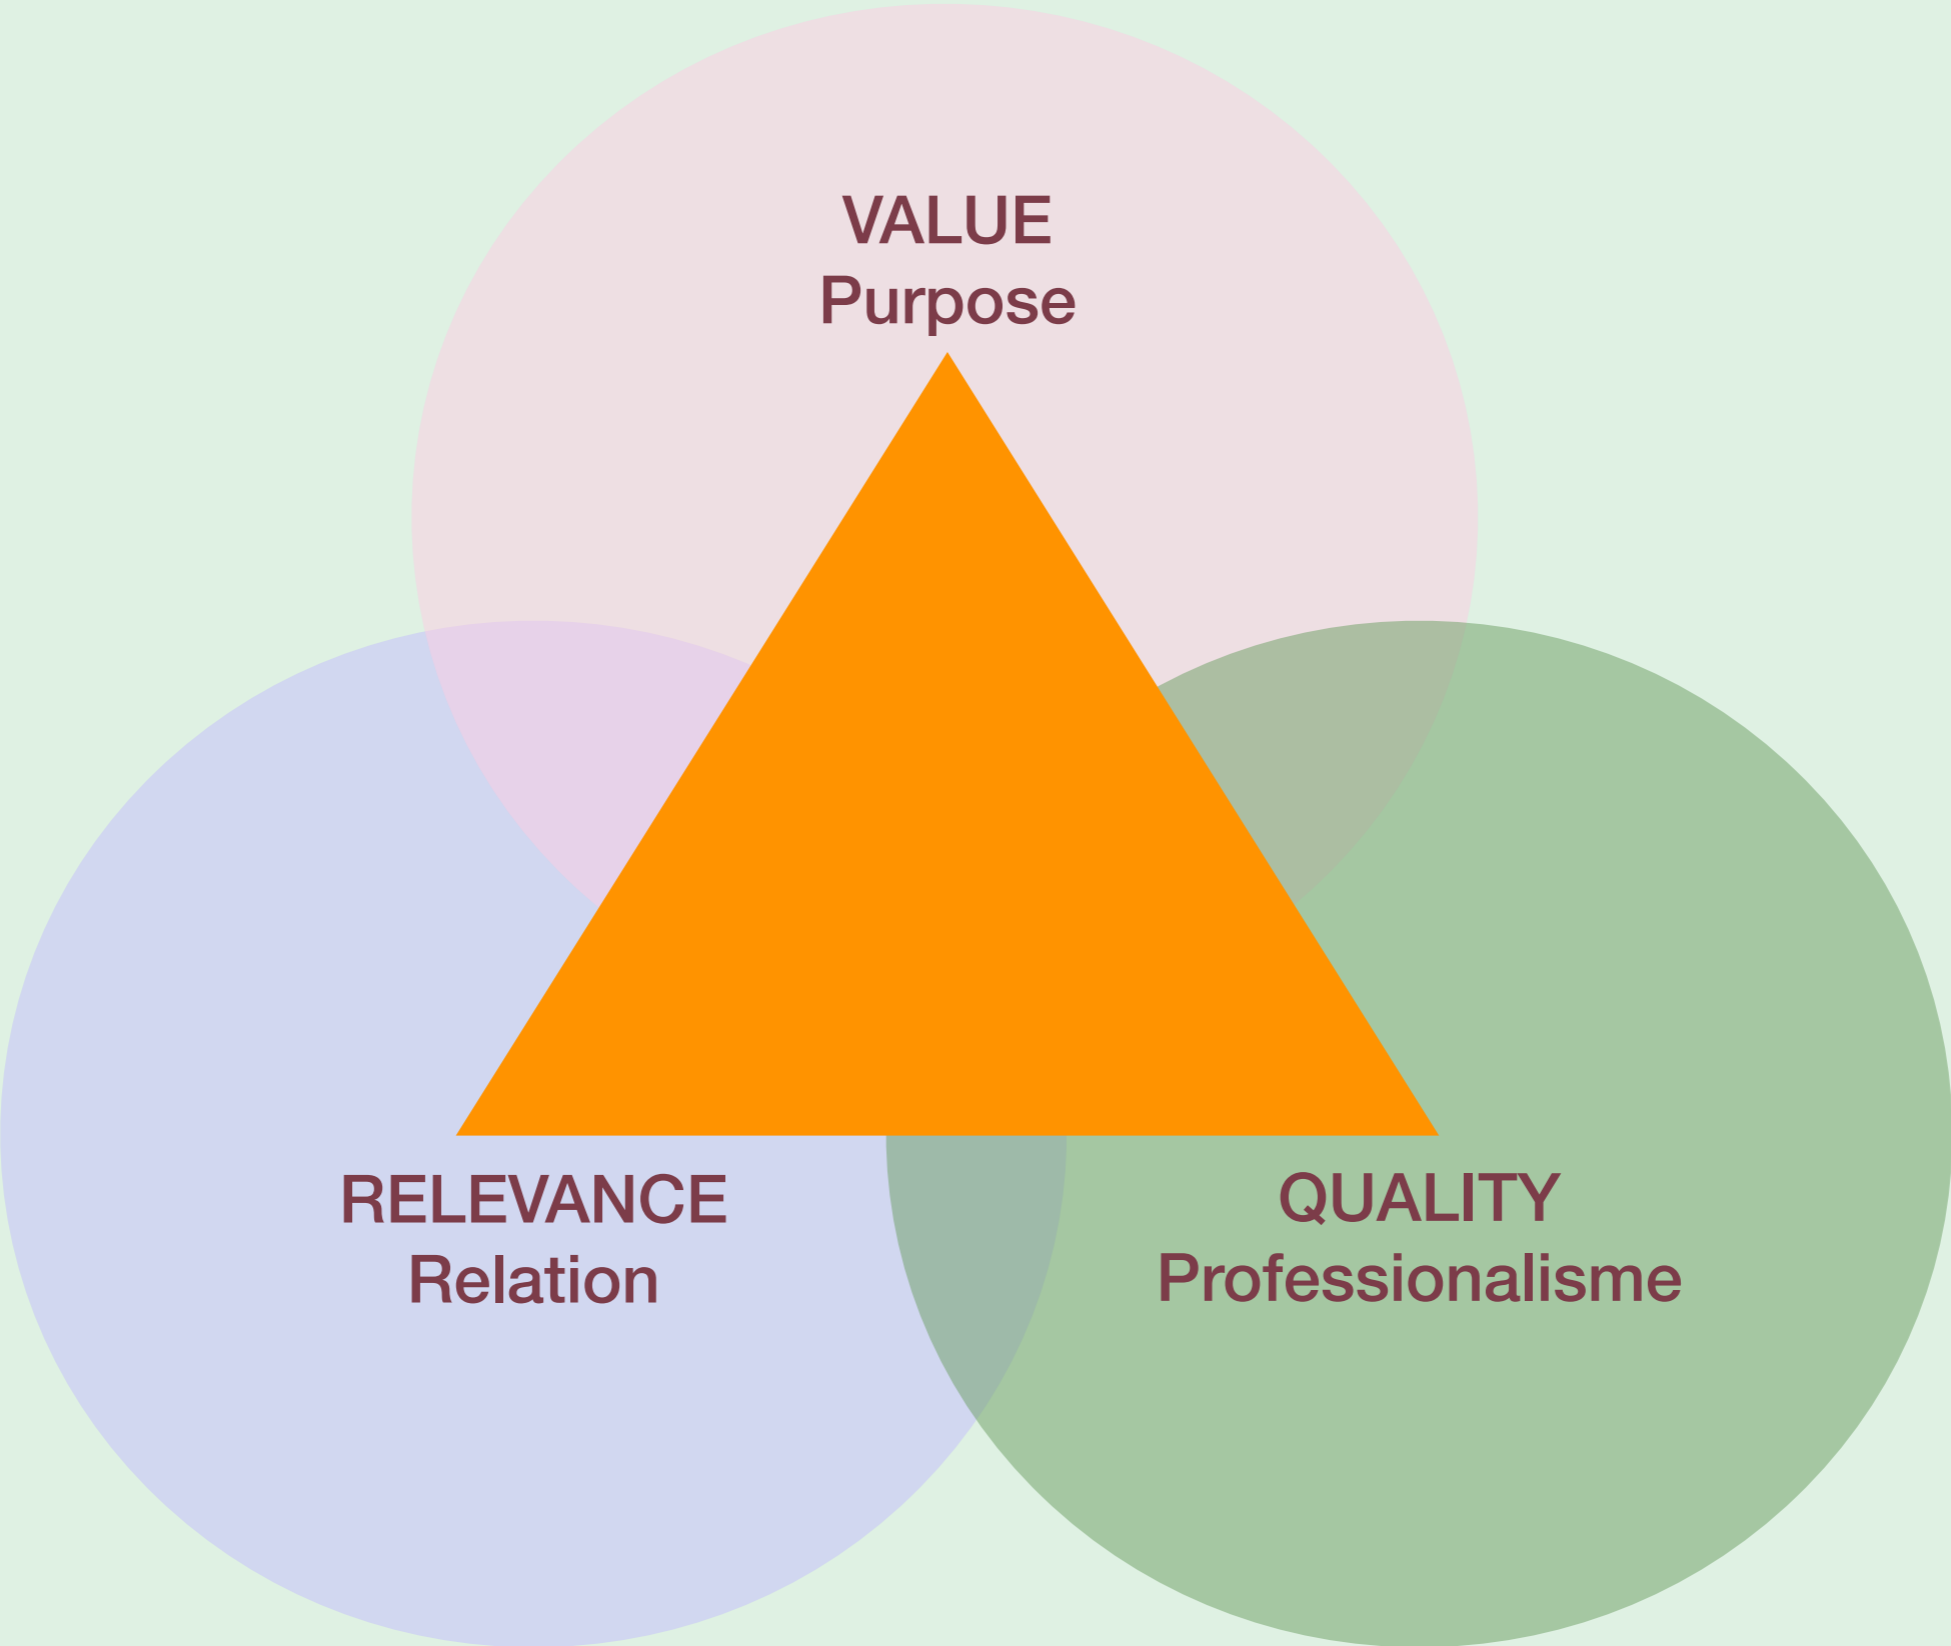 VALUE
Purpose
RELEVANCE
Relation
QUALITY
Professionalisme